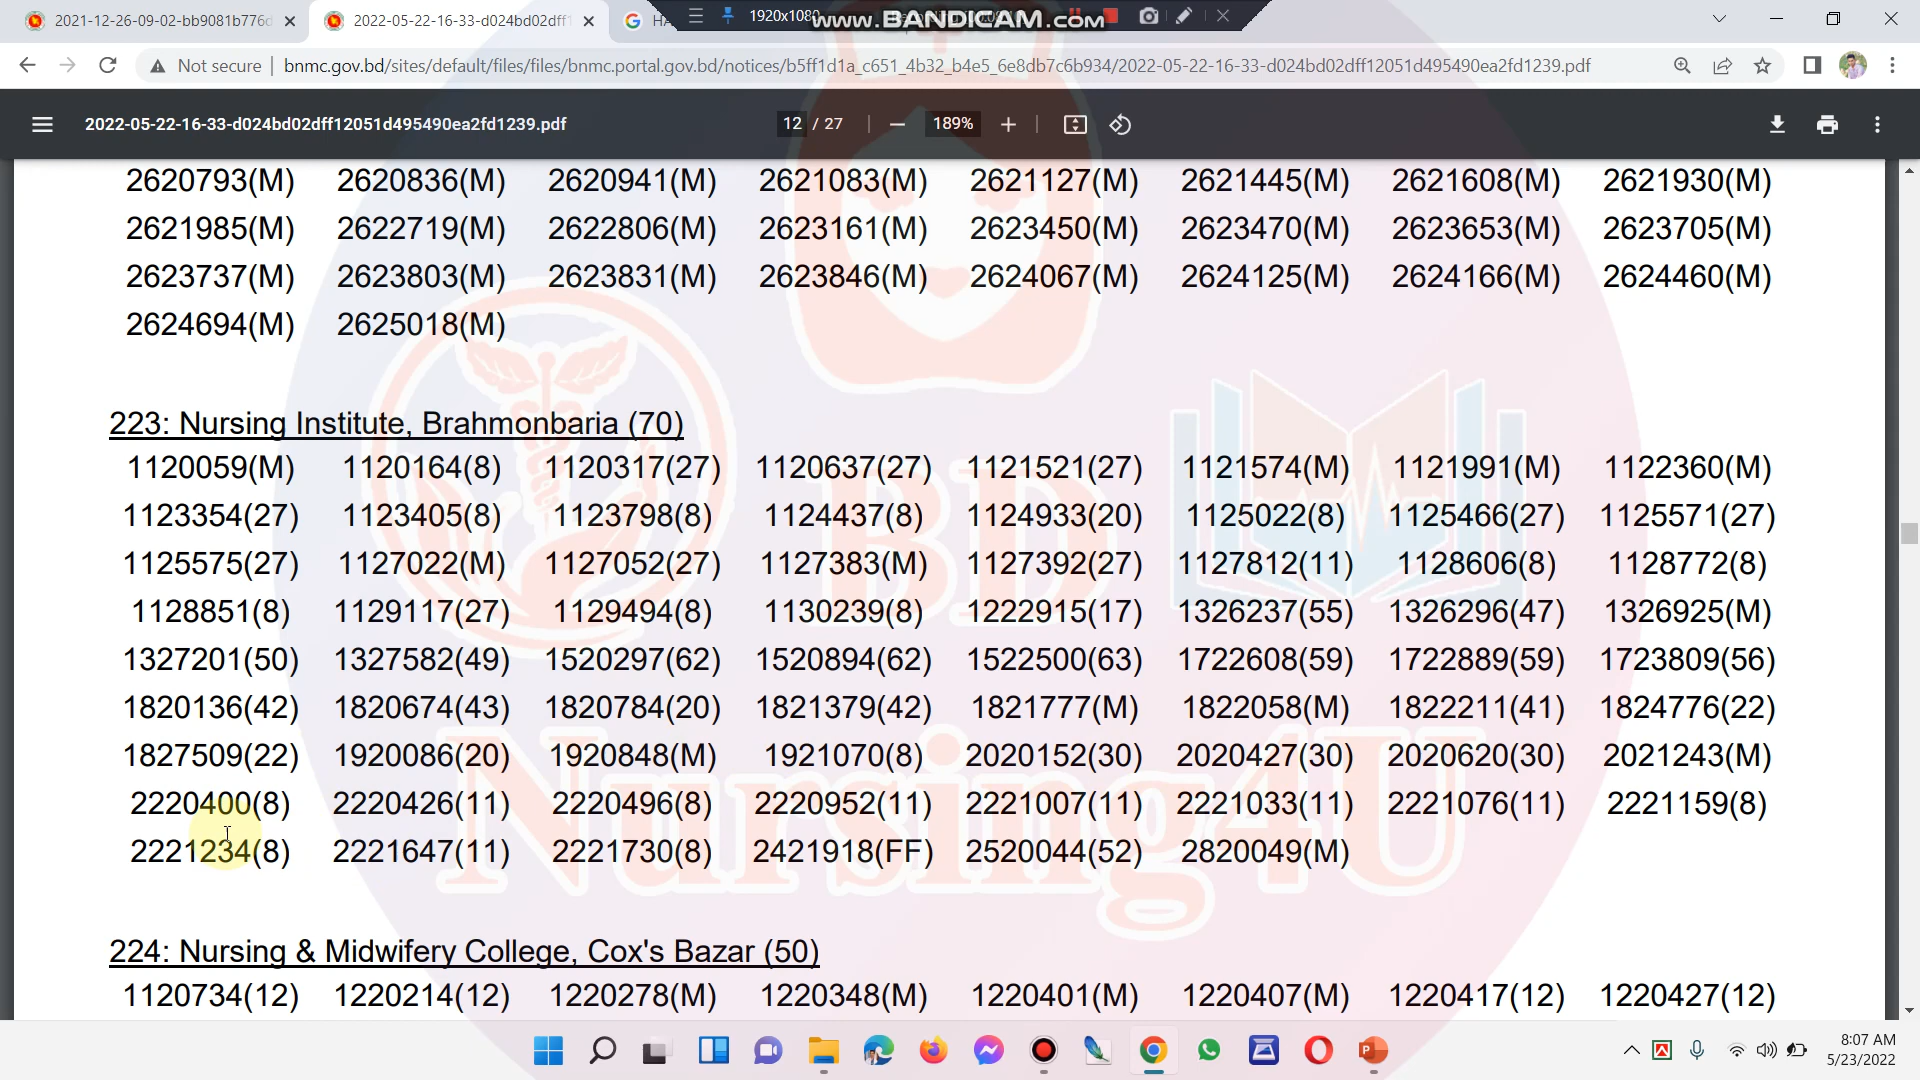 2021-12-26-09-02-bb9081b776d
2022-05-22-16-33-d024bd02dff1
HA
1920x1080
www.BANDICAM.com
Not secure
bnmc.gov.bd/sites/default/files/files/bnmc.portal.gov.bd/notices/b5ff1d1a_c651_4b32_b4e5_6e8db7c6b934/2022-05-22-16-33-d024bd02dff12051d495490ea2fd1239.pdf
2022-05-22-16-33-d024bd02dff12051d495490ea2fd1239.pdf 12 / 27 189%
2620793(M) 2620836(M) 2620941(M) 2621083(M) 2621127(M) 2621445(M) 2621608(M) 2621930(M)
2621985(M) 2622719(M) 2622806(M) 2623161(M) 2623450(M) 2623470(M) 2623653(M) 2623705(M)
2623737(M) 2623803(M) 2623831(M) 2623846(M) 2624067(M) 2624125(M) 2624166(M) 2624460(M)
2624694(M) 2625018(M)
223: Nursing Institute, Brahmonbaria (70)
1120059(M) 1120164(8) 1120317(27) 1120637(27) 1121521(27) 1121574(M) 1121991(M) 1122360(M)
1123354(27) 1123405(8) 1123798(8) 1124437(8) 1124933(20) 1125022(8) 1125466(27) 1125571(27)
1125575(27) 1127022(M) 1127052(27) 1127383(M) 1127392(27) 1127812(11) 1128606(8) 1128772(8)
1128851(8) 1129117(27) 1129494(8) 1130239(8) 1222915(17) 1326237(55) 1326296(47) 1326925(M)
1327201(50) 1327582(49) 1520297(62) 1520894(62) 1522500(63) 1722608(59) 1722889(59) 1723809(56)
1820136(42) 1820674(43) 1820784(20) 1821379(42) 1821777(M) 1822058(M) 1822211(41) 1824776(22)
1827509(22) 1920086(20) 1920848(M) 1921070(8) 2020152(30) 2020427(30) 2020620(30) 2021243(M)
2220400(8) 2220426(11) 2220496(8) 2220952(11) 2221007(11) 2221033(11) 2221076(11) 2221159(8)
2221234(8) 2221647(11) 2221730(8) 2421918(FF) 2520044(52) 2820049(M)
224: Nursing & Midwifery College, Cox's Bazar (50)
1120734(12) 1220214(12) 1220278(M) 1220348(M) 1220401(M) 1220407(M) 1220417(12) 1220427(12)
BD
Nursing4U
8:07 AM
5/23/2022